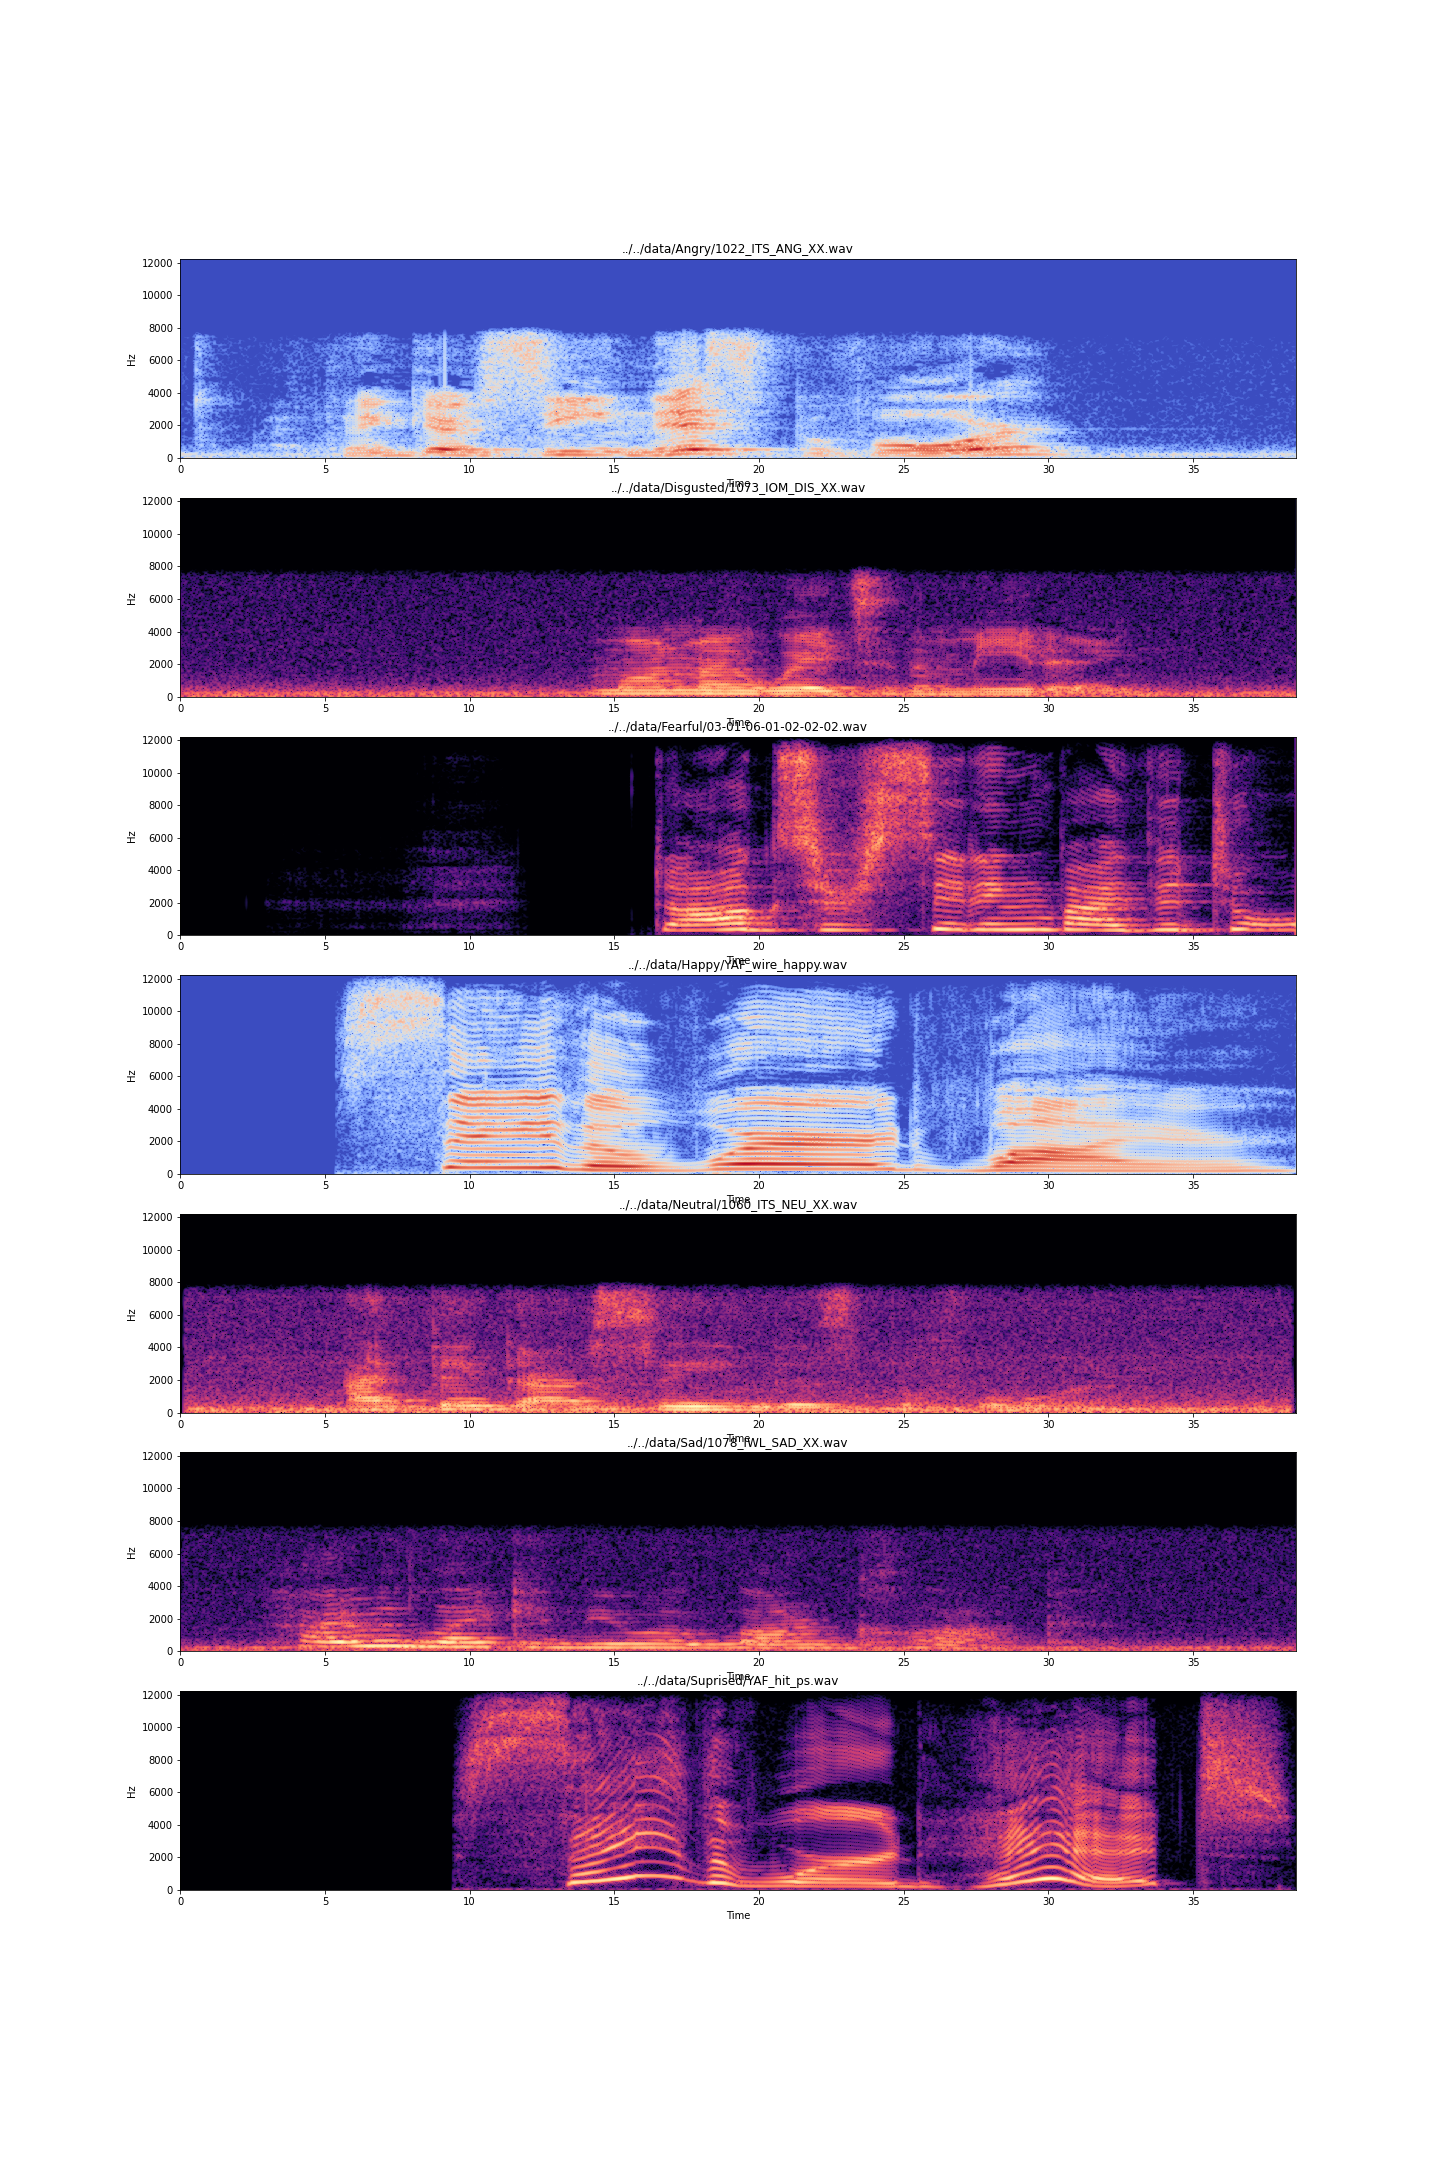 ../../data/Angry/1022_ITS_ANG_XX.wav
12000
10000
8000
6000
4000
2000
0
Hz
0 5 10 15 20 25 30 35
Time
../../data/Disgusted/1073_IOM_DIS_XX.wav
12000
10000
8000
6000
4000
2000
0
Hz
0 5 10 15 20 25 30 35
Time
../../data/Fearful/03-01-06-01-02-02-02.wav
12000
10000
8000
6000
4000
2000
0
Hz
0 5 10 15 20 25 30 35
Time
../../data/Happy/YAF_wire_happy.wav
12000
10000
8000
6000
4000
2000
0
Hz
0 5 10 15 20 25 30 35
Time
../../data/Neutral/1060_ITS_NEU_XX.wav
12000
10000
8000
6000
4000
2000
0
Hz
0 5 10 15 20 25 30 35
Time
../../data/Sad/1078_IWL_SAD_XX.wav
12000
10000
8000
6000
4000
2000
0
Hz
0 5 10 15 20 25 30 35
Time
../../data/Suprised/YAF_hit_ps.wav
12000
10000
8000
6000
4000
2000
0
Hz
0 5 10 15 20 25 30 35
Time